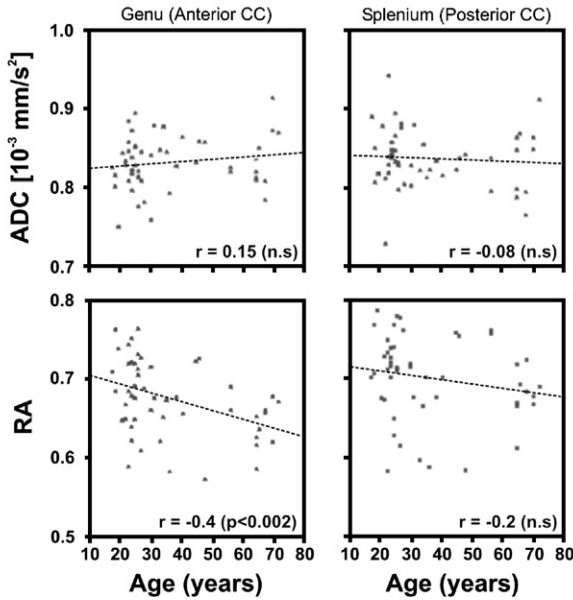 Genu (Anterior CC) Splenium (Posterior CC)
1.0
0.9
0.8
0.7
ADC [10⁻³ mm/s²]
r = 0.15 (n.s) r = -0.08 (n.s)
0.8
0.7
0.6
0.5
RA
r = -0.4 (p<0.002) r = -0.2 (n.s)
10 20 30 40 50 60 70 80 10 20 30 40 50 60 70 80
Age (years) Age (years)